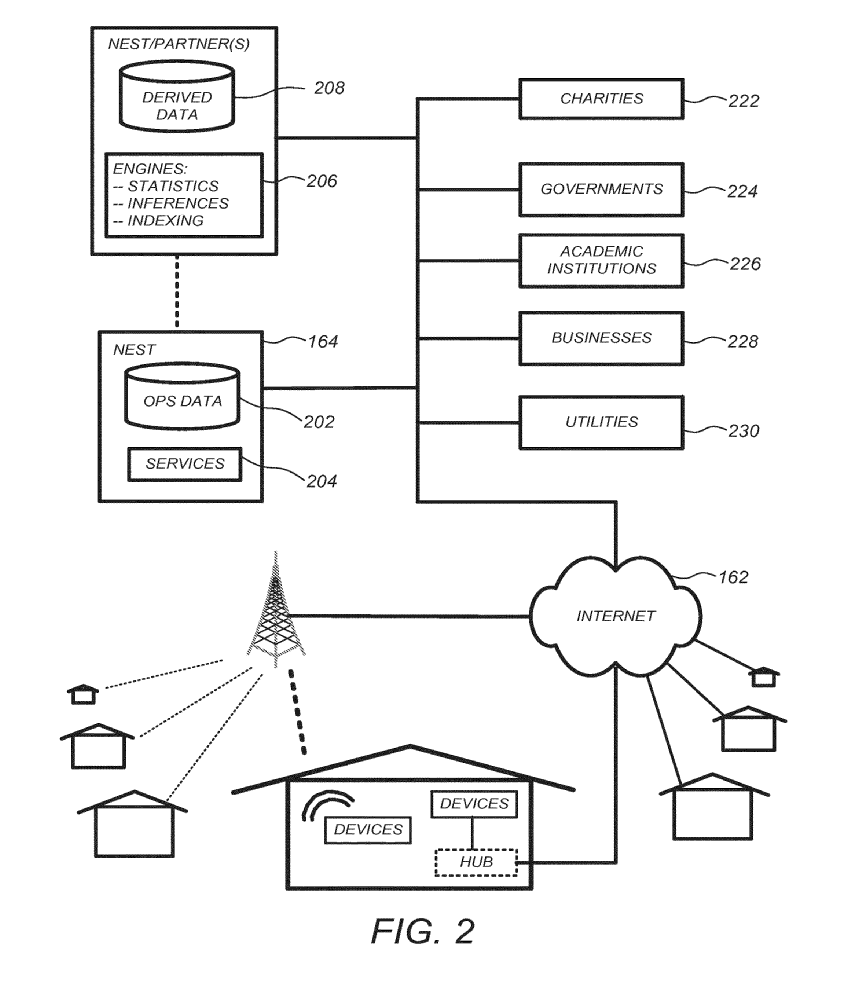 NEST/PARTNER(S)
DERIVED
DATA
208
ENGINES:
-- STATISTICS
-- INFERENCES
-- INDEXING
206
CHARITIES
222
GOVERNMENTS
224
ACADEMIC
INSTITUTIONS
226
BUSINESSES
228
UTILITIES
230
NEST
164
OPS DATA
202
SERVICES
204
INTERNET
162
DEVICES
DEVICES
HUB
FIG. 2